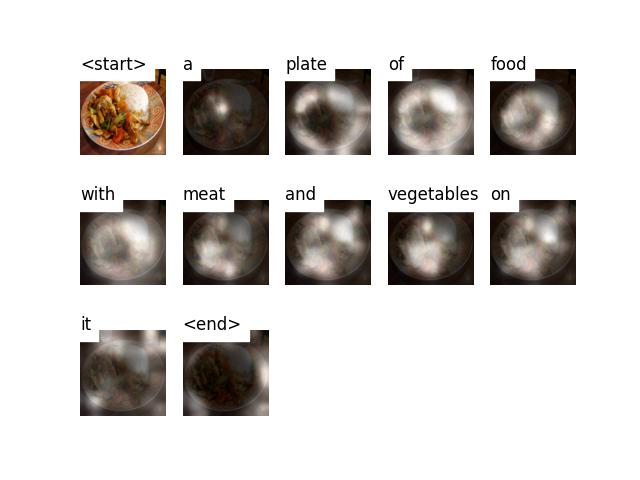 <start> a plate of food
with meat and vegetables on
it <end>